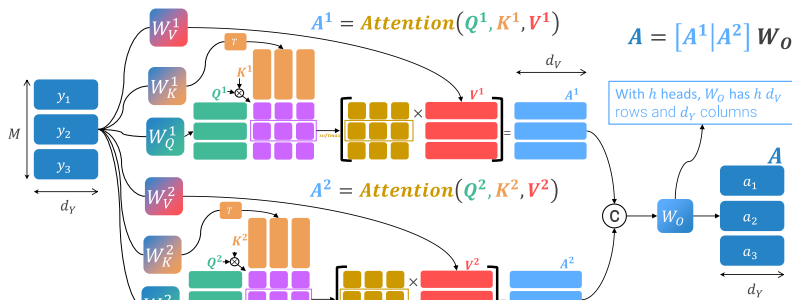 A¹ = Attention(Q¹, K¹, V¹)
A = [A¹|A²] W_O
W_V¹
T
d_V
W_K¹
K¹
Q¹
V¹
A¹
With h heads, W_O has h d_V
rows and d_Y columns
y₁
y₂
y₃
M
d_Y
W_Q¹
×
softmax
=
A² = Attention(Q², K², V²)
W_V²
T
C
W_O
A
a₁
a₂
a₃
d_Y
W_K²
K²
Q²
V²
A²
×